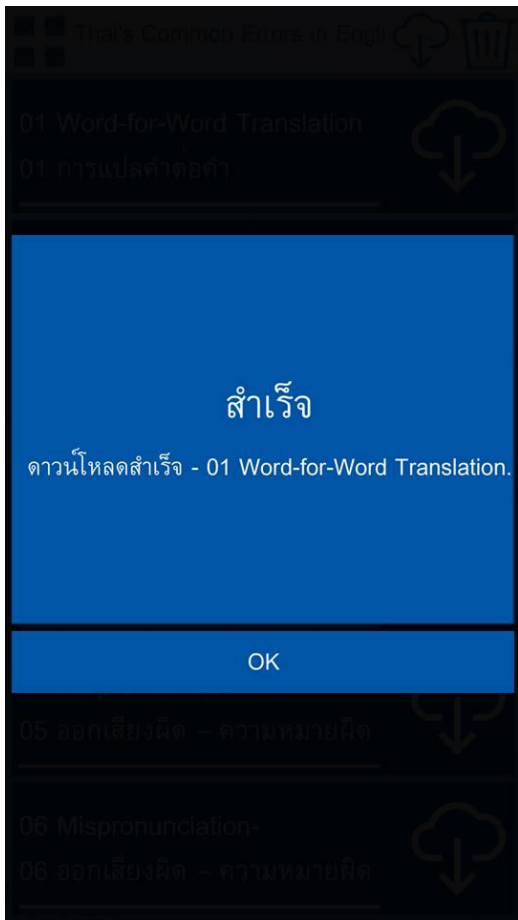 Thai's Common Errors in Engli
01 Word-for-Word Translation
01 การแปลคำต่อคำ
สำเร็จ
ดาวน์โหลดสำเร็จ - 01 Word-for-Word Translation.
OK
05 ออกเสียงผิด – ความหมายผิด
06 Mispronunciation-
06 ออกเสียงผิด – ความหมายผิด